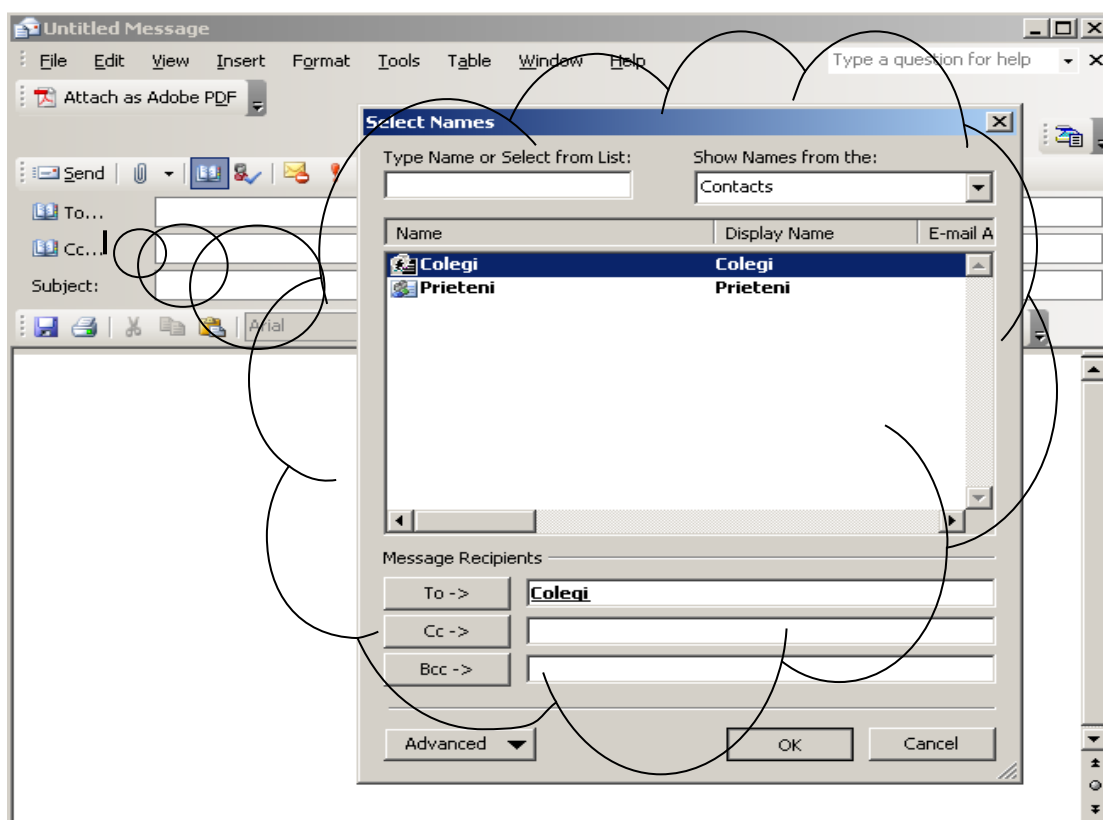 Untitled Message
File Edit View Insert Format Tools Table Window Help Type a question for help
Attach as Adobe PDF
Select Names
Type Name or Select from List: Show Names from the:
Contacts
Send
To...
Cc...
Subject:
Arial
Name Display Name E-mail A
Colegi Colegi
Prieteni Prieteni
Message Recipients
To -> Colegi
Cc ->
Bcc ->
Advanced OK Cancel